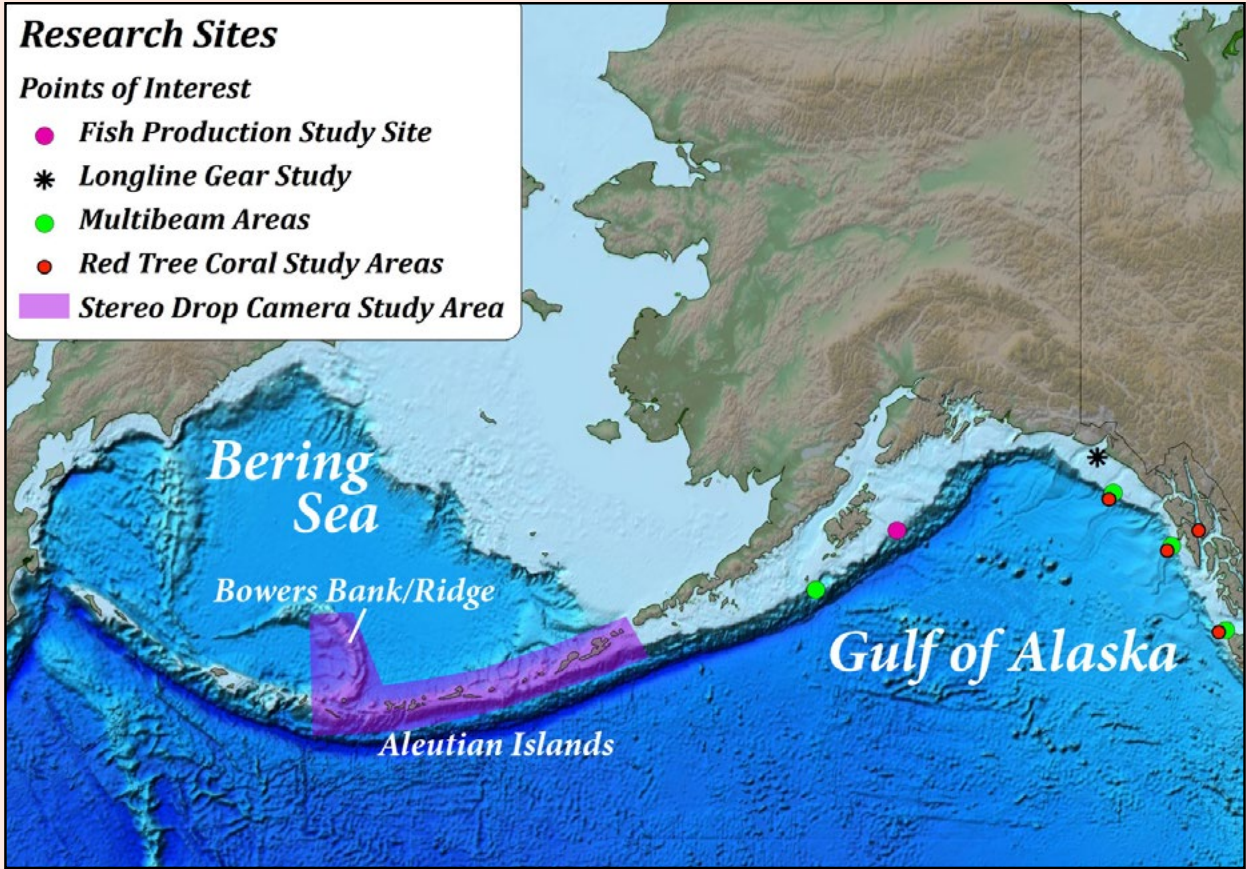 Research Sites
Points of Interest
Fish Production Study Site
Longline Gear Study
Multibeam Areas
Red Tree Coral Study Areas
Stereo Drop Camera Study Area
Bering
Sea
Bowers Bank/Ridge
Gulf of Alaska
Aleutian Islands